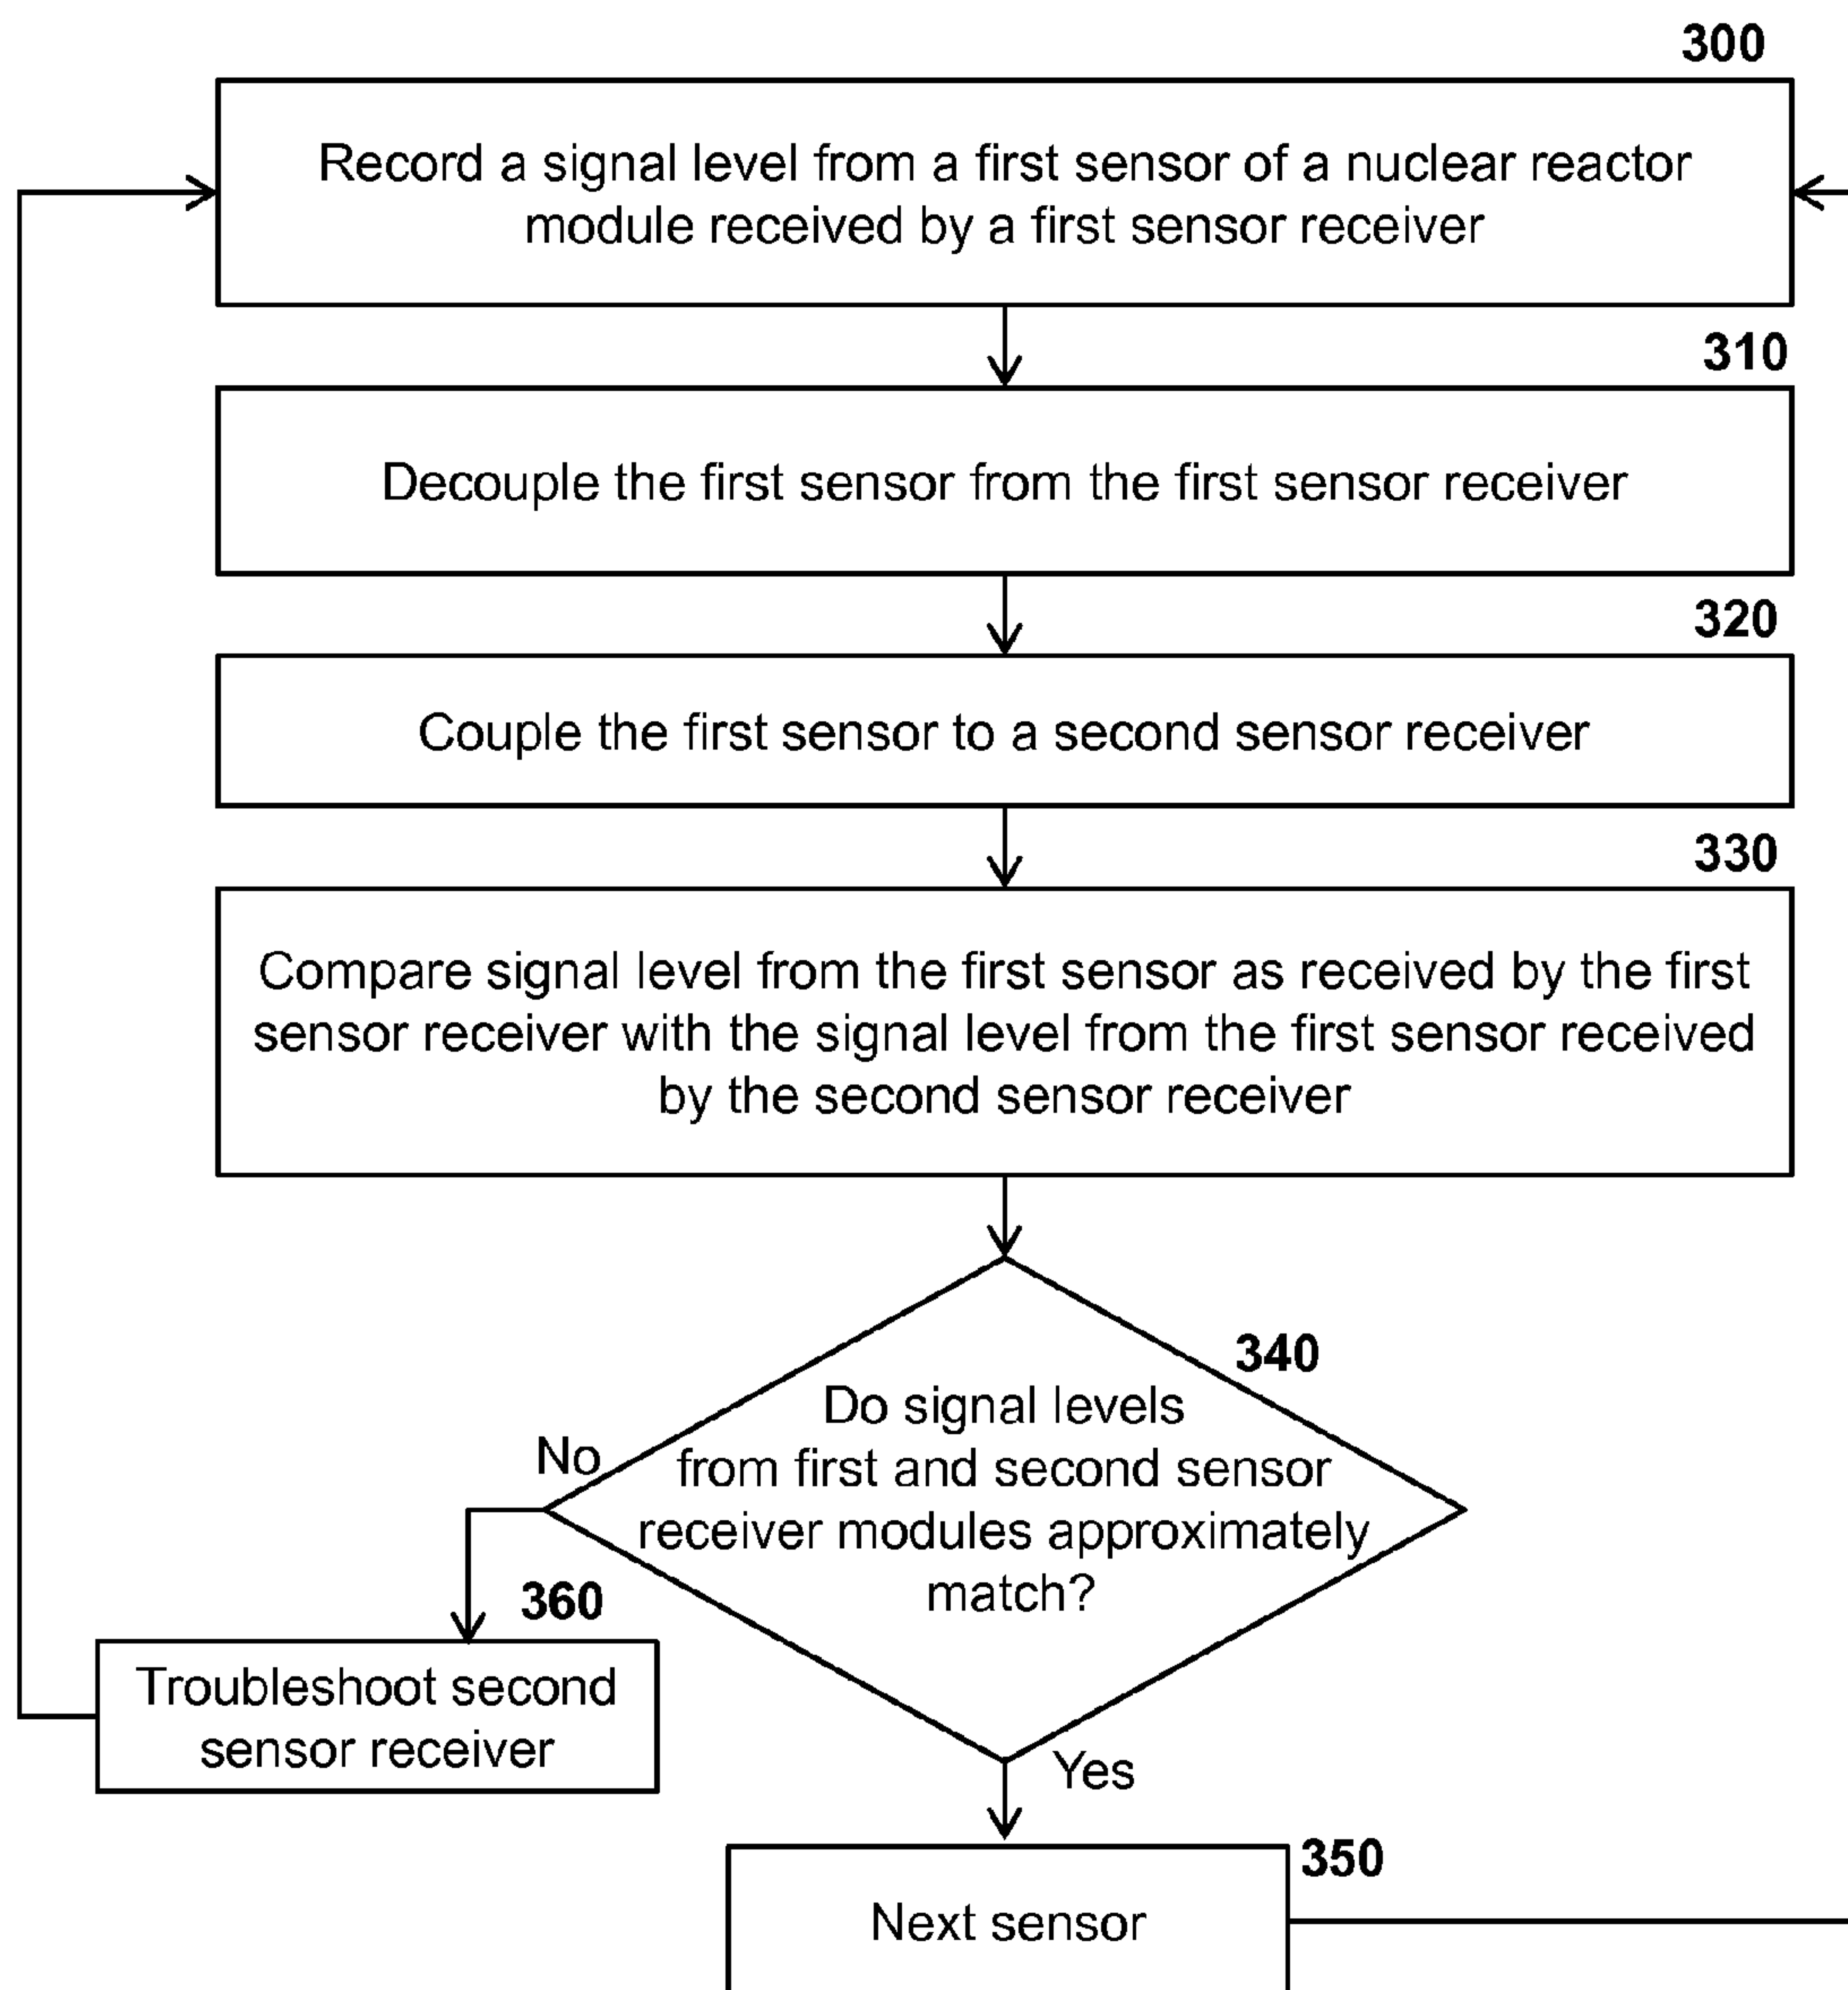 300
Record a signal level from a first sensor of a nuclear reactor
module received by a first sensor receiver
310
Decouple the first sensor from the first sensor receiver
320
Couple the first sensor to a second sensor receiver
330
Compare signal level from the first sensor as received by the first
sensor receiver with the signal level from the first sensor received
by the second sensor receiver
340
Do signal levels
from first and second sensor
receiver modules approximately
match?
No
360
Troubleshoot second
sensor receiver
Yes
350
Next sensor